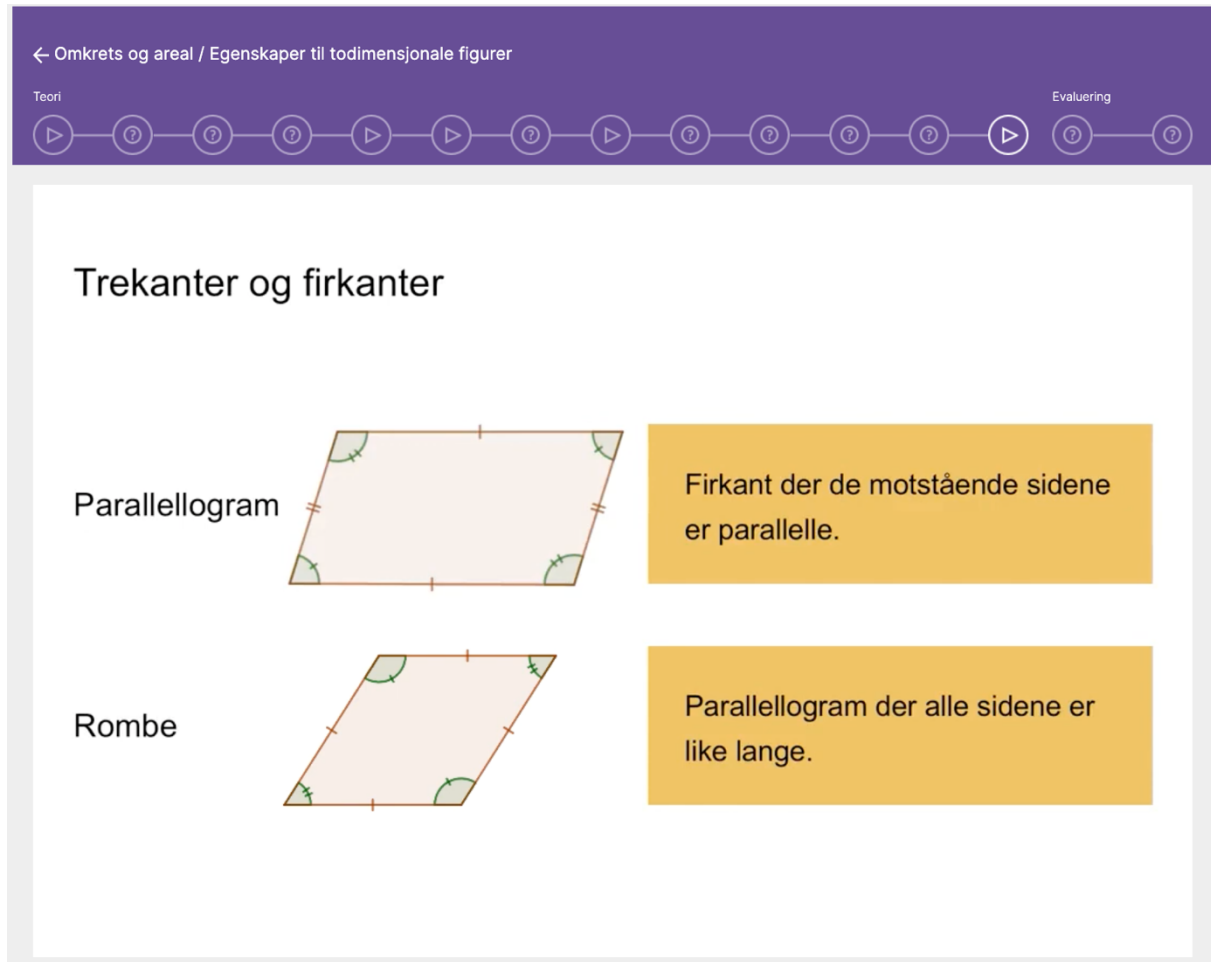 ← Omkrets og areal / Egenskaper til todimensjonale figurer
Teori
Evaluering
Trekanter og firkanter
Parallellogram
Firkant der de motstående sidene
er parallelle.
Rombe
Parallellogram der alle sidene er
like lange.